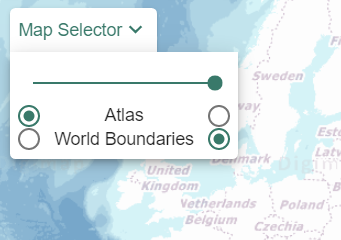 Map Selector
Sweden
Atlas
World Boundaries
Denmark
United
Kingdom
Netherlands
Belgium
Poland
Czechia